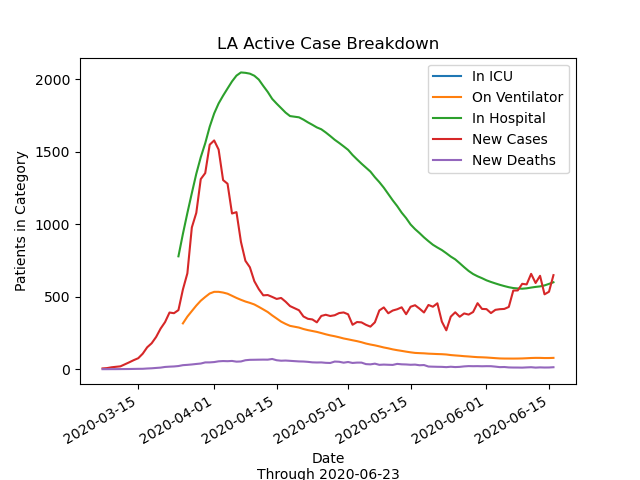 LA Active Case Breakdown
In ICU
On Ventilator
In Hospital
New Cases
New Deaths
Patients in Category
2000
1500
1000
500
0
2020-03-15
2020-04-01
2020-04-15
2020-05-01
2020-05-15
2020-06-01
2020-06-15
Date
Through 2020-06-23